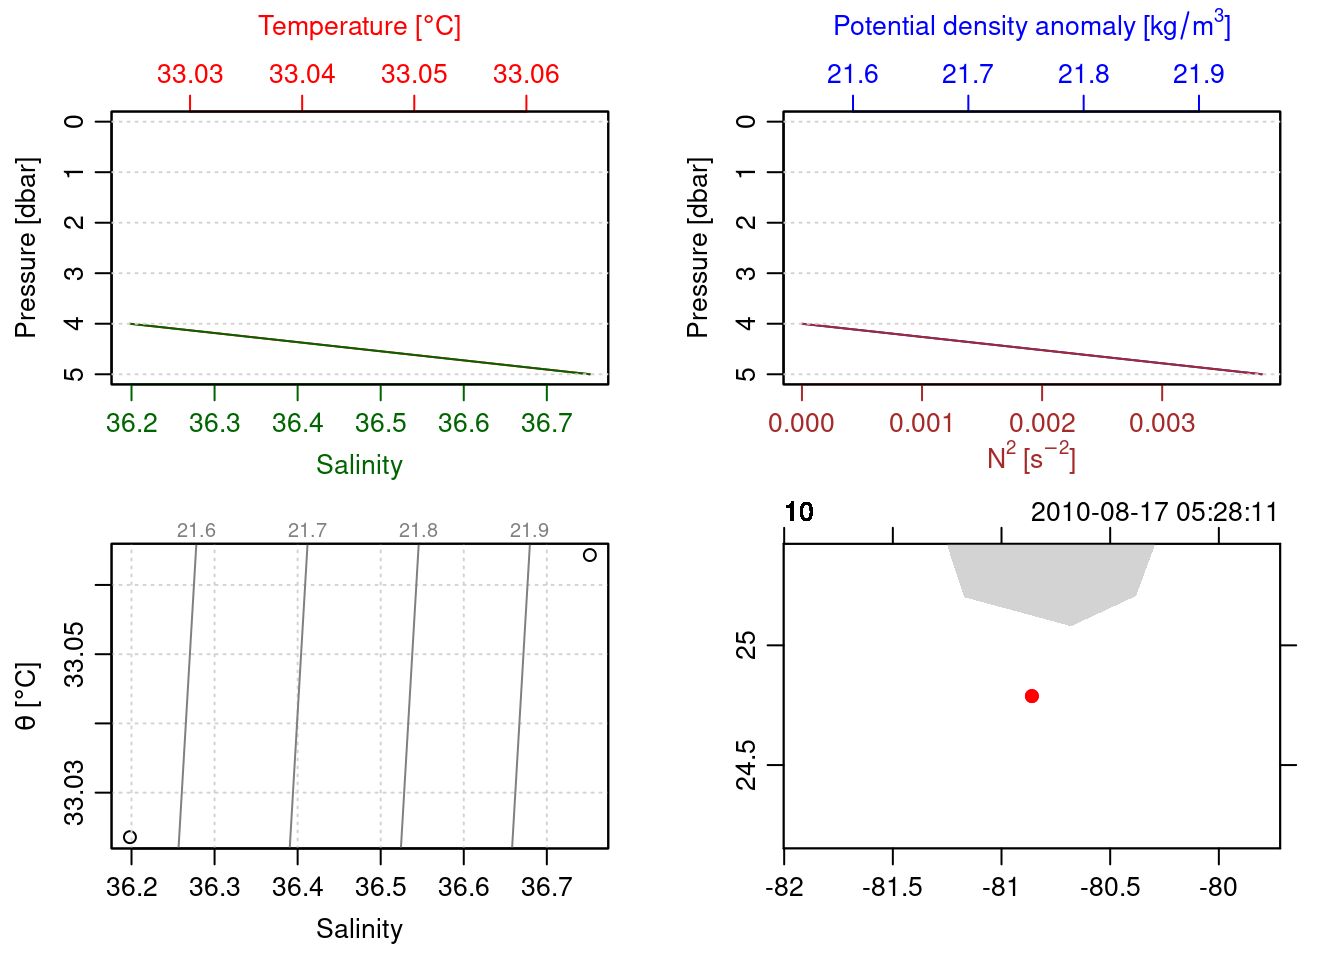 Temperature [°C]
33.03 33.04 33.05 33.06
0
1
2
3
4
5
Pressure [dbar]
36.2 36.3 36.4 36.5 36.6 36.7
Salinity
Potential density anomaly [kg/m³]
21.6 21.7 21.8 21.9
0
1
2
3
4
5
Pressure [dbar]
0.000 0.001 0.002 0.003
N² [s⁻²]
21.6 21.7 21.8 21.9
33.05
33.03
θ [°C]
36.2 36.3 36.4 36.5 36.6 36.7
Salinity
10 2010-08-17 05:28:11
25
24.5
-82 -81.5 -81 -80.5 -80